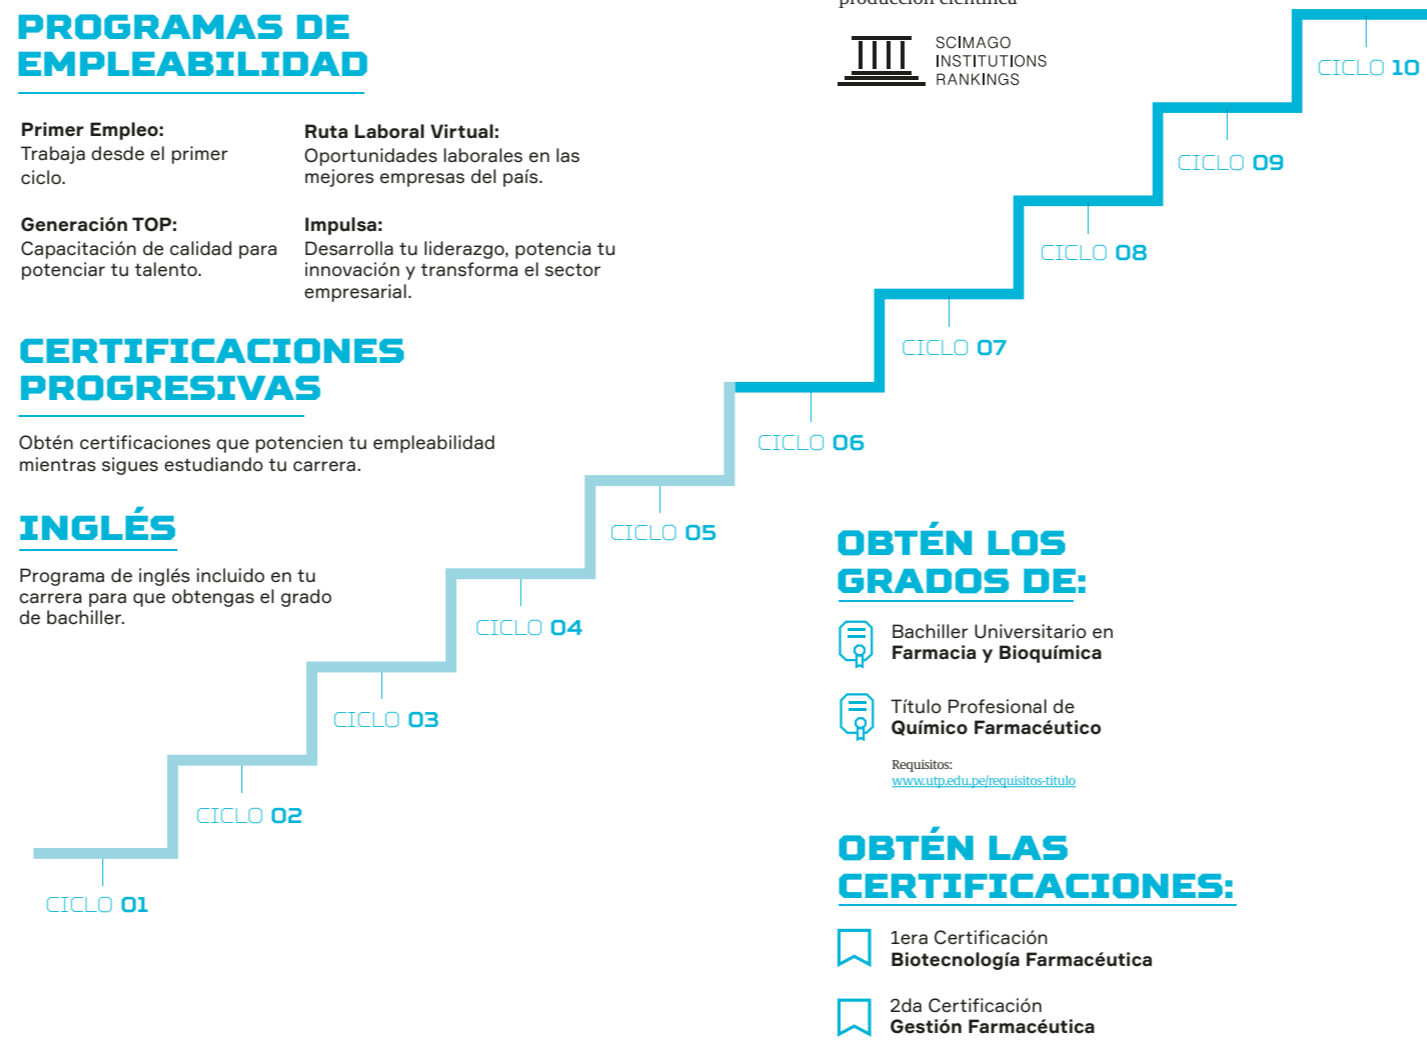 PROGRAMAS DE
EMPLEABILIDAD
Primer Empleo:
Trabaja desde el primer
ciclo.
Ruta Laboral Virtual:
Oportunidades laborales en las
mejores empresas del país.
Generación TOP:
Capacitación de calidad para
potenciar tu talento.
Impulsa:
Desarrolla tu liderazgo, potencia tu
innovación y transforma el sector
empresarial.
CERTIFICACIONES
PROGRESIVAS
Obtén certificaciones que potencien tu empleabilidad
mientras sigues estudiando tu carrera.
INGLÉS
Programa de inglés incluido en tu
carrera para que obtengas el grado
de bachiller.
CICLO 01
CICLO 02
CICLO 03
CICLO 04
CICLO 05
CICLO 06
CICLO 07
CICLO 08
CICLO 09
CICLO 10
producción científica
SCIMAGO
INSTITUTIONS
RANKINGS
OBTÉN LOS
GRADOS DE:
Bachiller Universitario en
Farmacia y Bioquímica
Título Profesional de
Químico Farmacéutico
Requisitos:
www.utp.edu.pe/requisitos-titulo
OBTÉN LAS
CERTIFICACIONES:
1era Certificación
Biotecnología Farmacéutica
2da Certificación
Gestión Farmacéutica